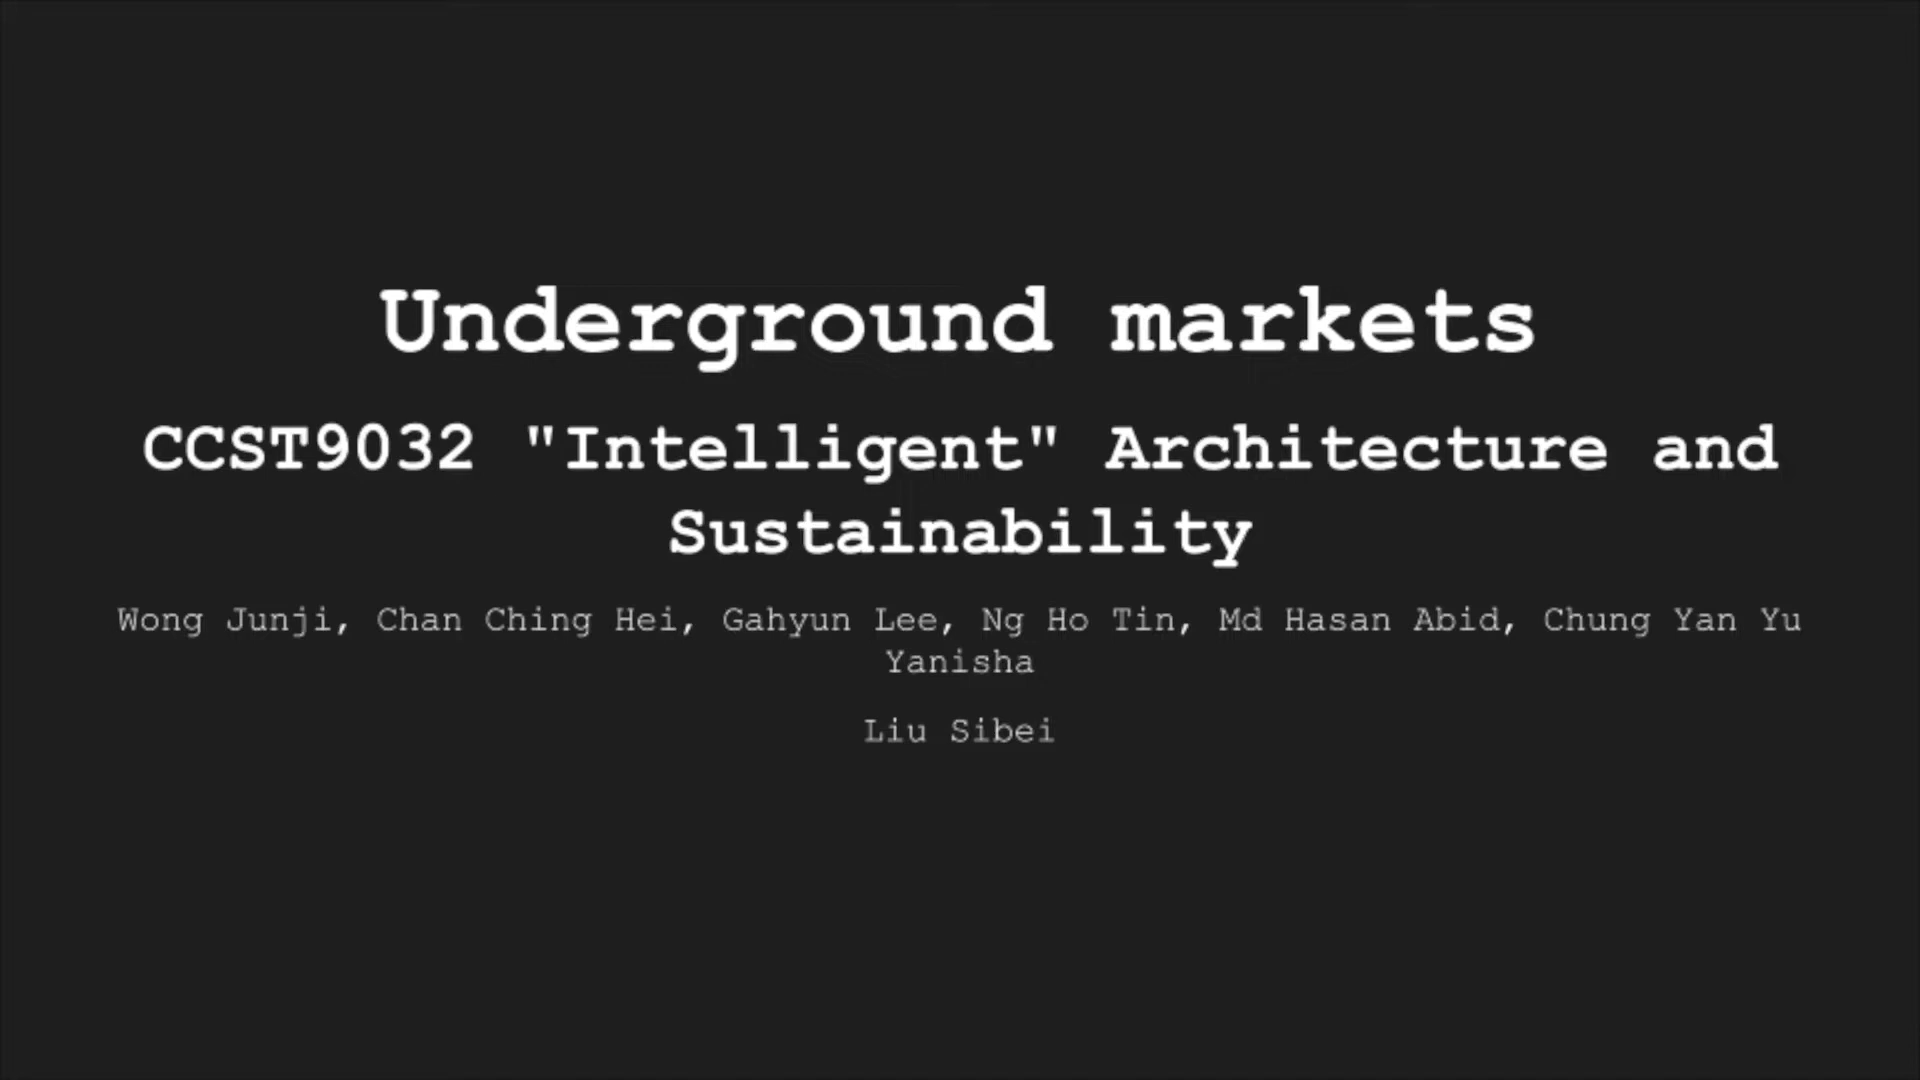 Underground markets
CCST9032 "Intelligent" Architecture and
Sustainability
Wong Junji, Chan Ching Hei, Gahyun Lee, Ng Ho Tin, Md Hasan Abid, Chung Yan Yu
Yanisha
Liu Sibei